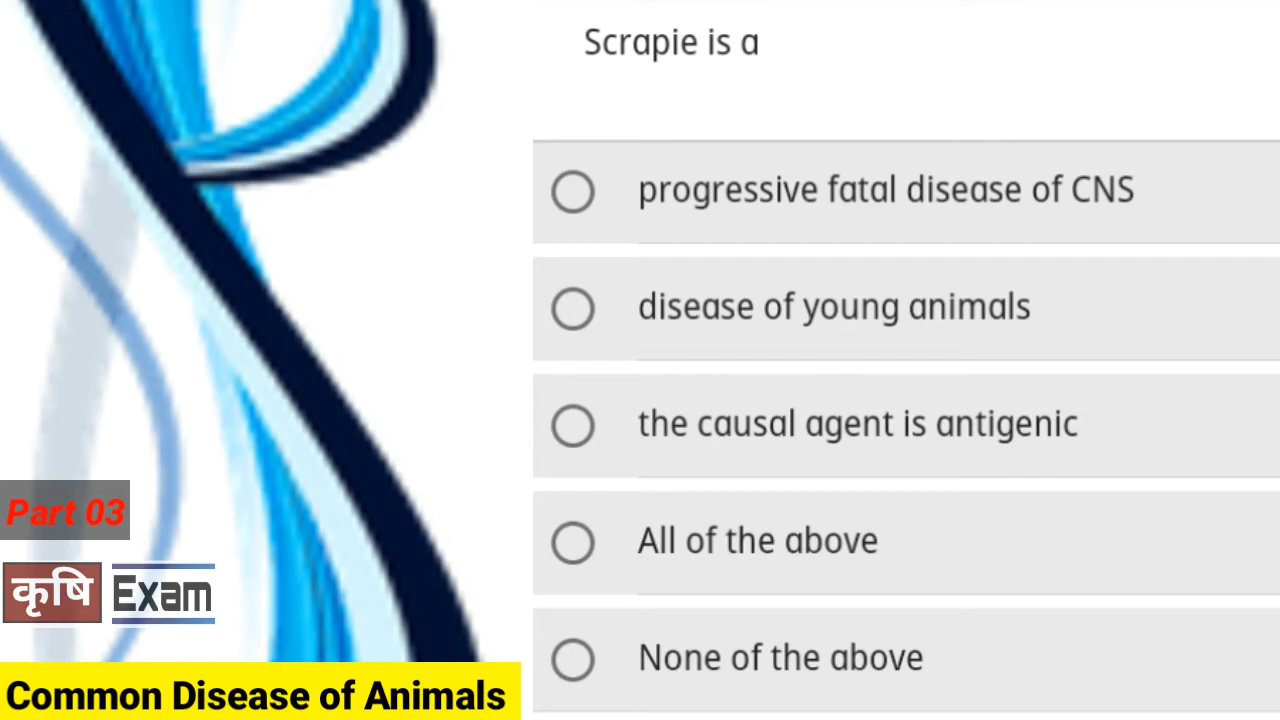 Scrapie is a
progressive fatal disease of CNS
disease of young animals
the causal agent is antigenic
All of the above
None of the above
Part 03
कृषि Exam
Common Disease of Animals